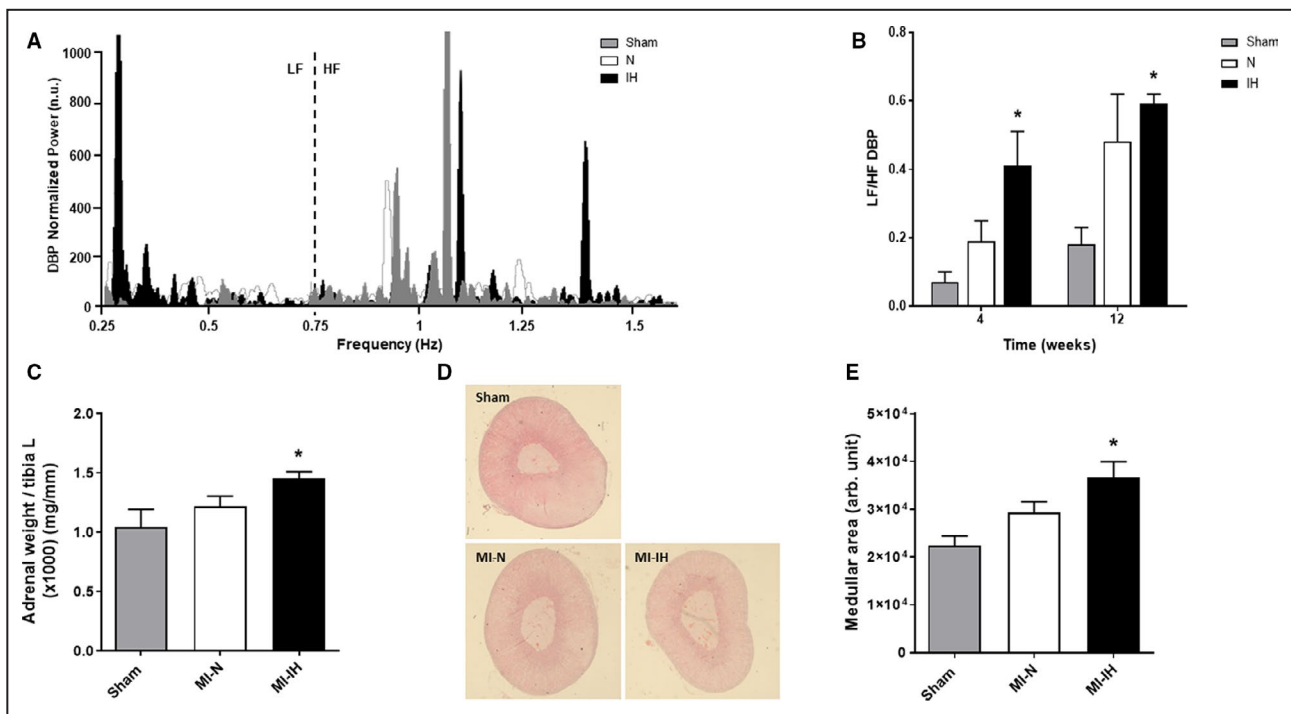 A
1000
800
600
400
200
0
DBP Normalized Power (n.u.)
LF HF
Sham
N
IH
0.25 0.5 0.75 1 1.25 1.5
Frequency (Hz)
B
0.8
0.6
0.4
0.2
0.0
LF/HF DBP
* *
Sham
N
IH
4 12
Time (weeks)
C
2.0
1.5
1.0
0.5
0.0
Adrenal weight / tibia L
(x1000) (mg/mm)
*
Sham MI-N MI-IH
D
Sham
MI-N MI-IH
E
5×10⁴
4×10⁴
3×10⁴
2×10⁴
1×10⁴
0
Medullar area (arb. unit)
*
Sham MI-N MI-IH